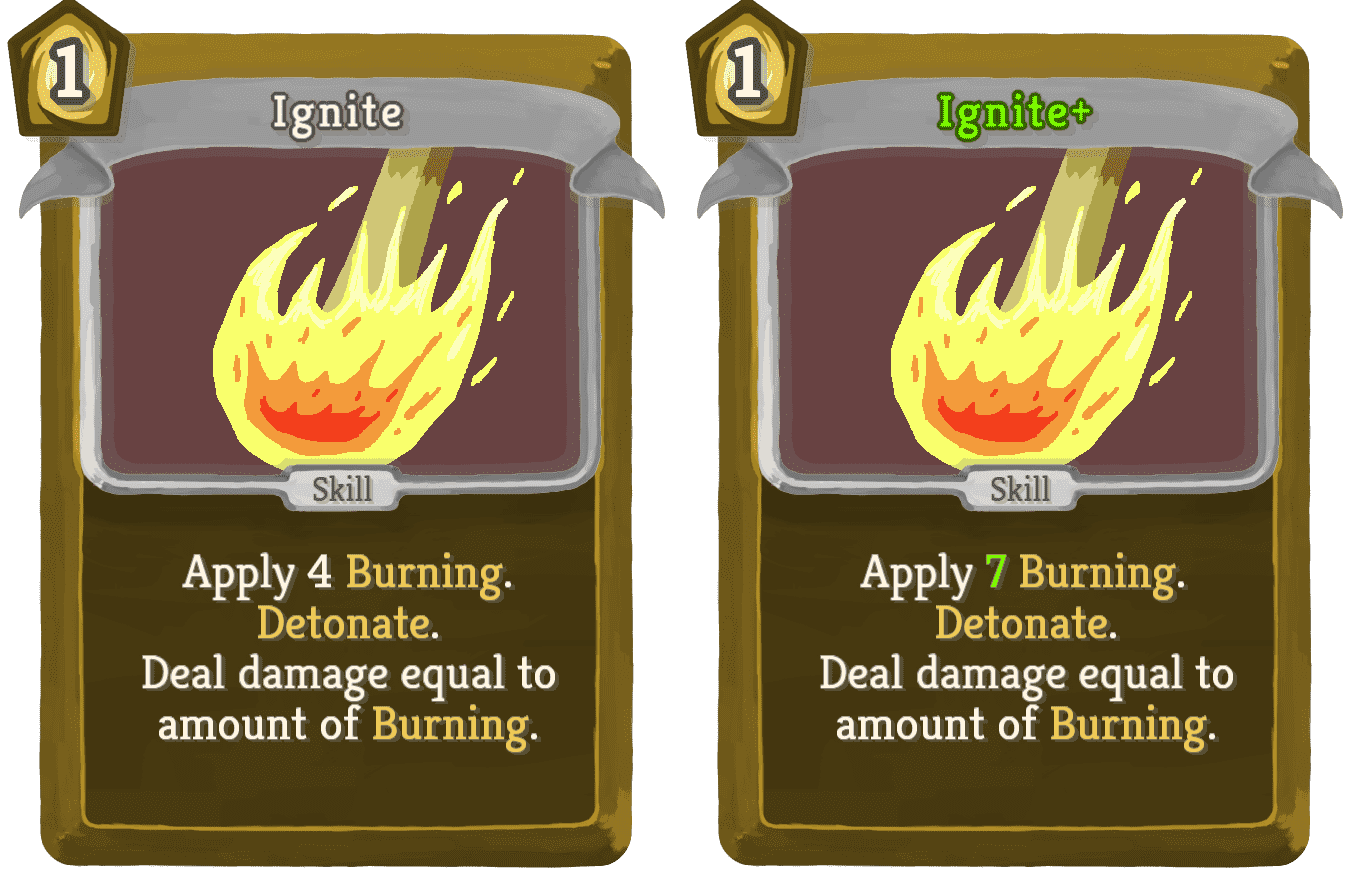 1
Ignite
Skill
Apply 4 Burning.
Detonate.
Deal damage equal to
amount of Burning.
1
Ignite+
Skill
Apply 7 Burning.
Detonate.
Deal damage equal to
amount of Burning.